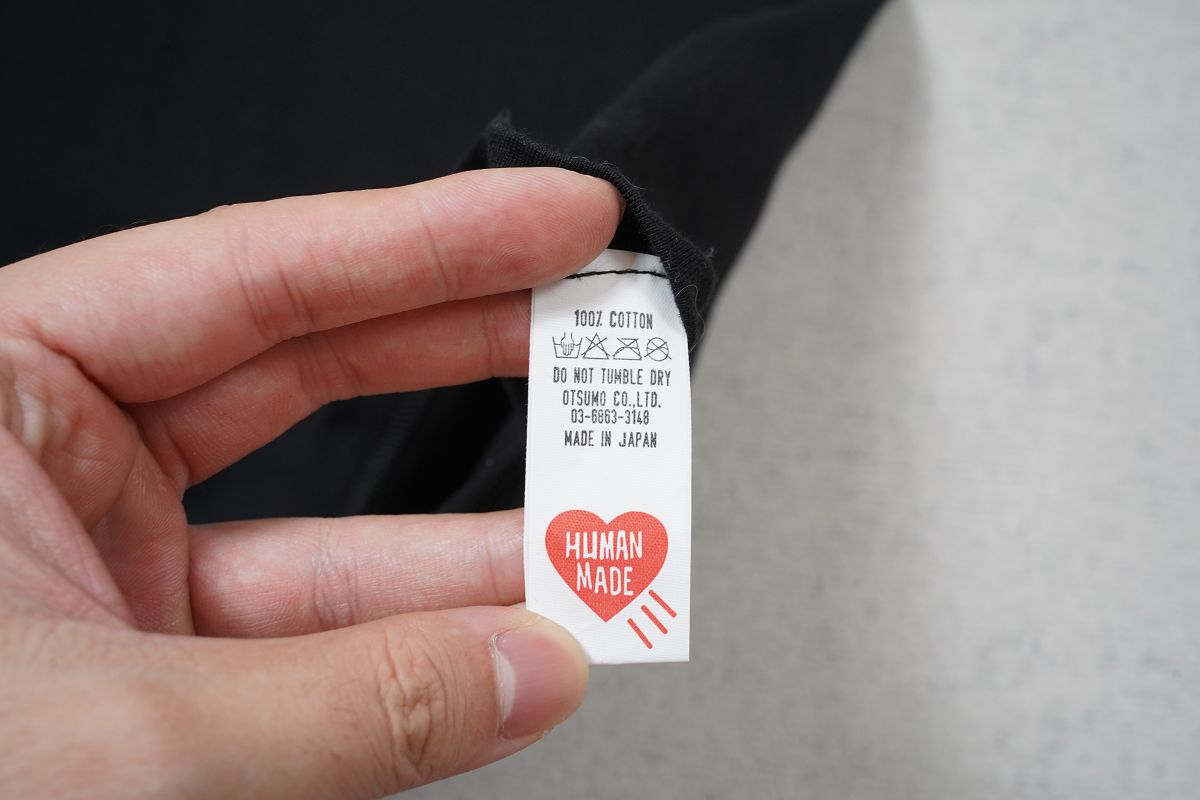 100% COTTON
DO NOT TUMBLE DRY
OTSUMO CO.,LTD.
03-6863-3148
MADE IN JAPAN
HUMAN
MADE